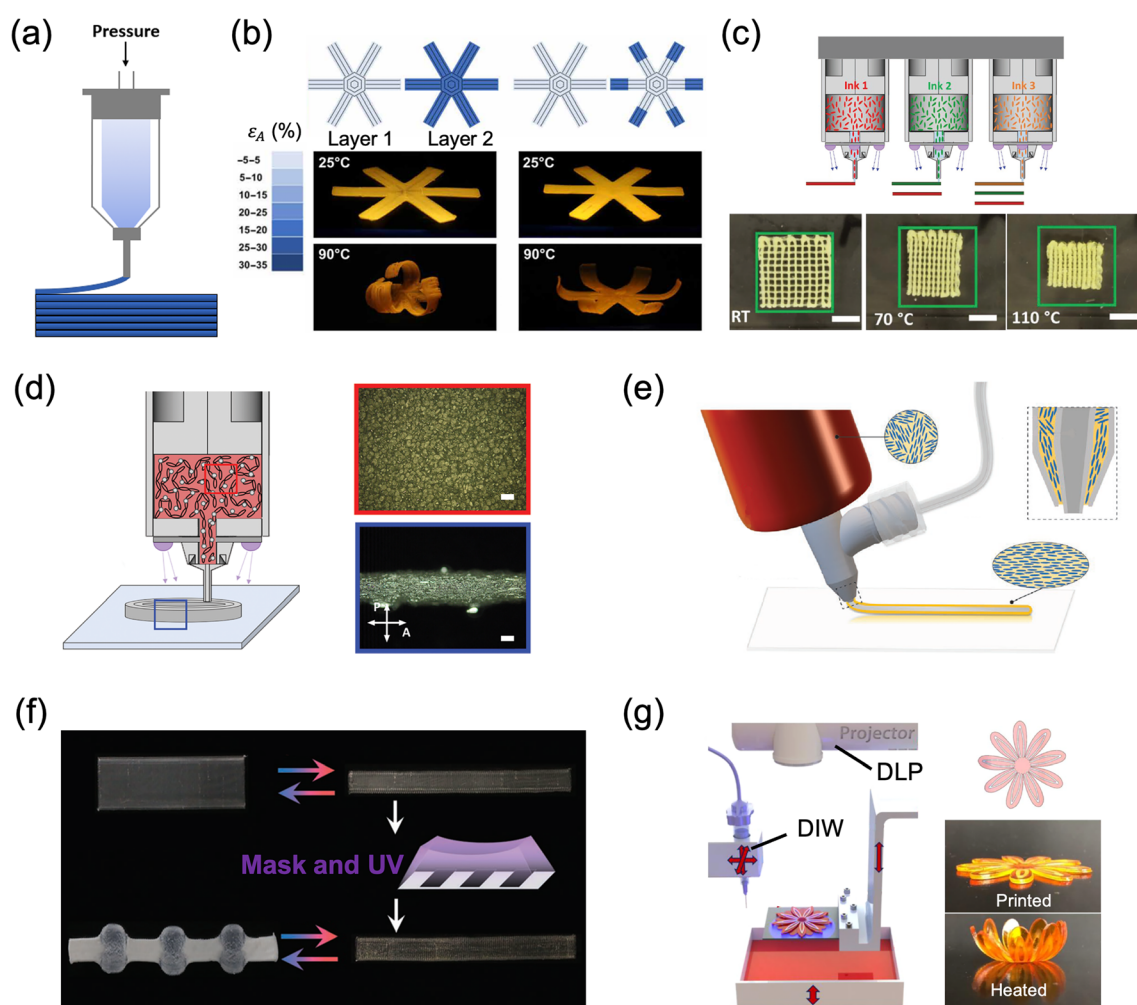 (a)
Pressure
(b)
Layer 1
Layer 2
εA (%)
–5–5
5–10
10–15
20–25
15–20
25–30
30–35
25°C
25°C
90°C
90°C
(c)
Ink 1
Ink 2
Ink 3
RT
70 °C
110 °C
(d)
P
A
(e)
(f)
Mask and UV
(g)
Projector
DLP
DIW
Printed
Heated